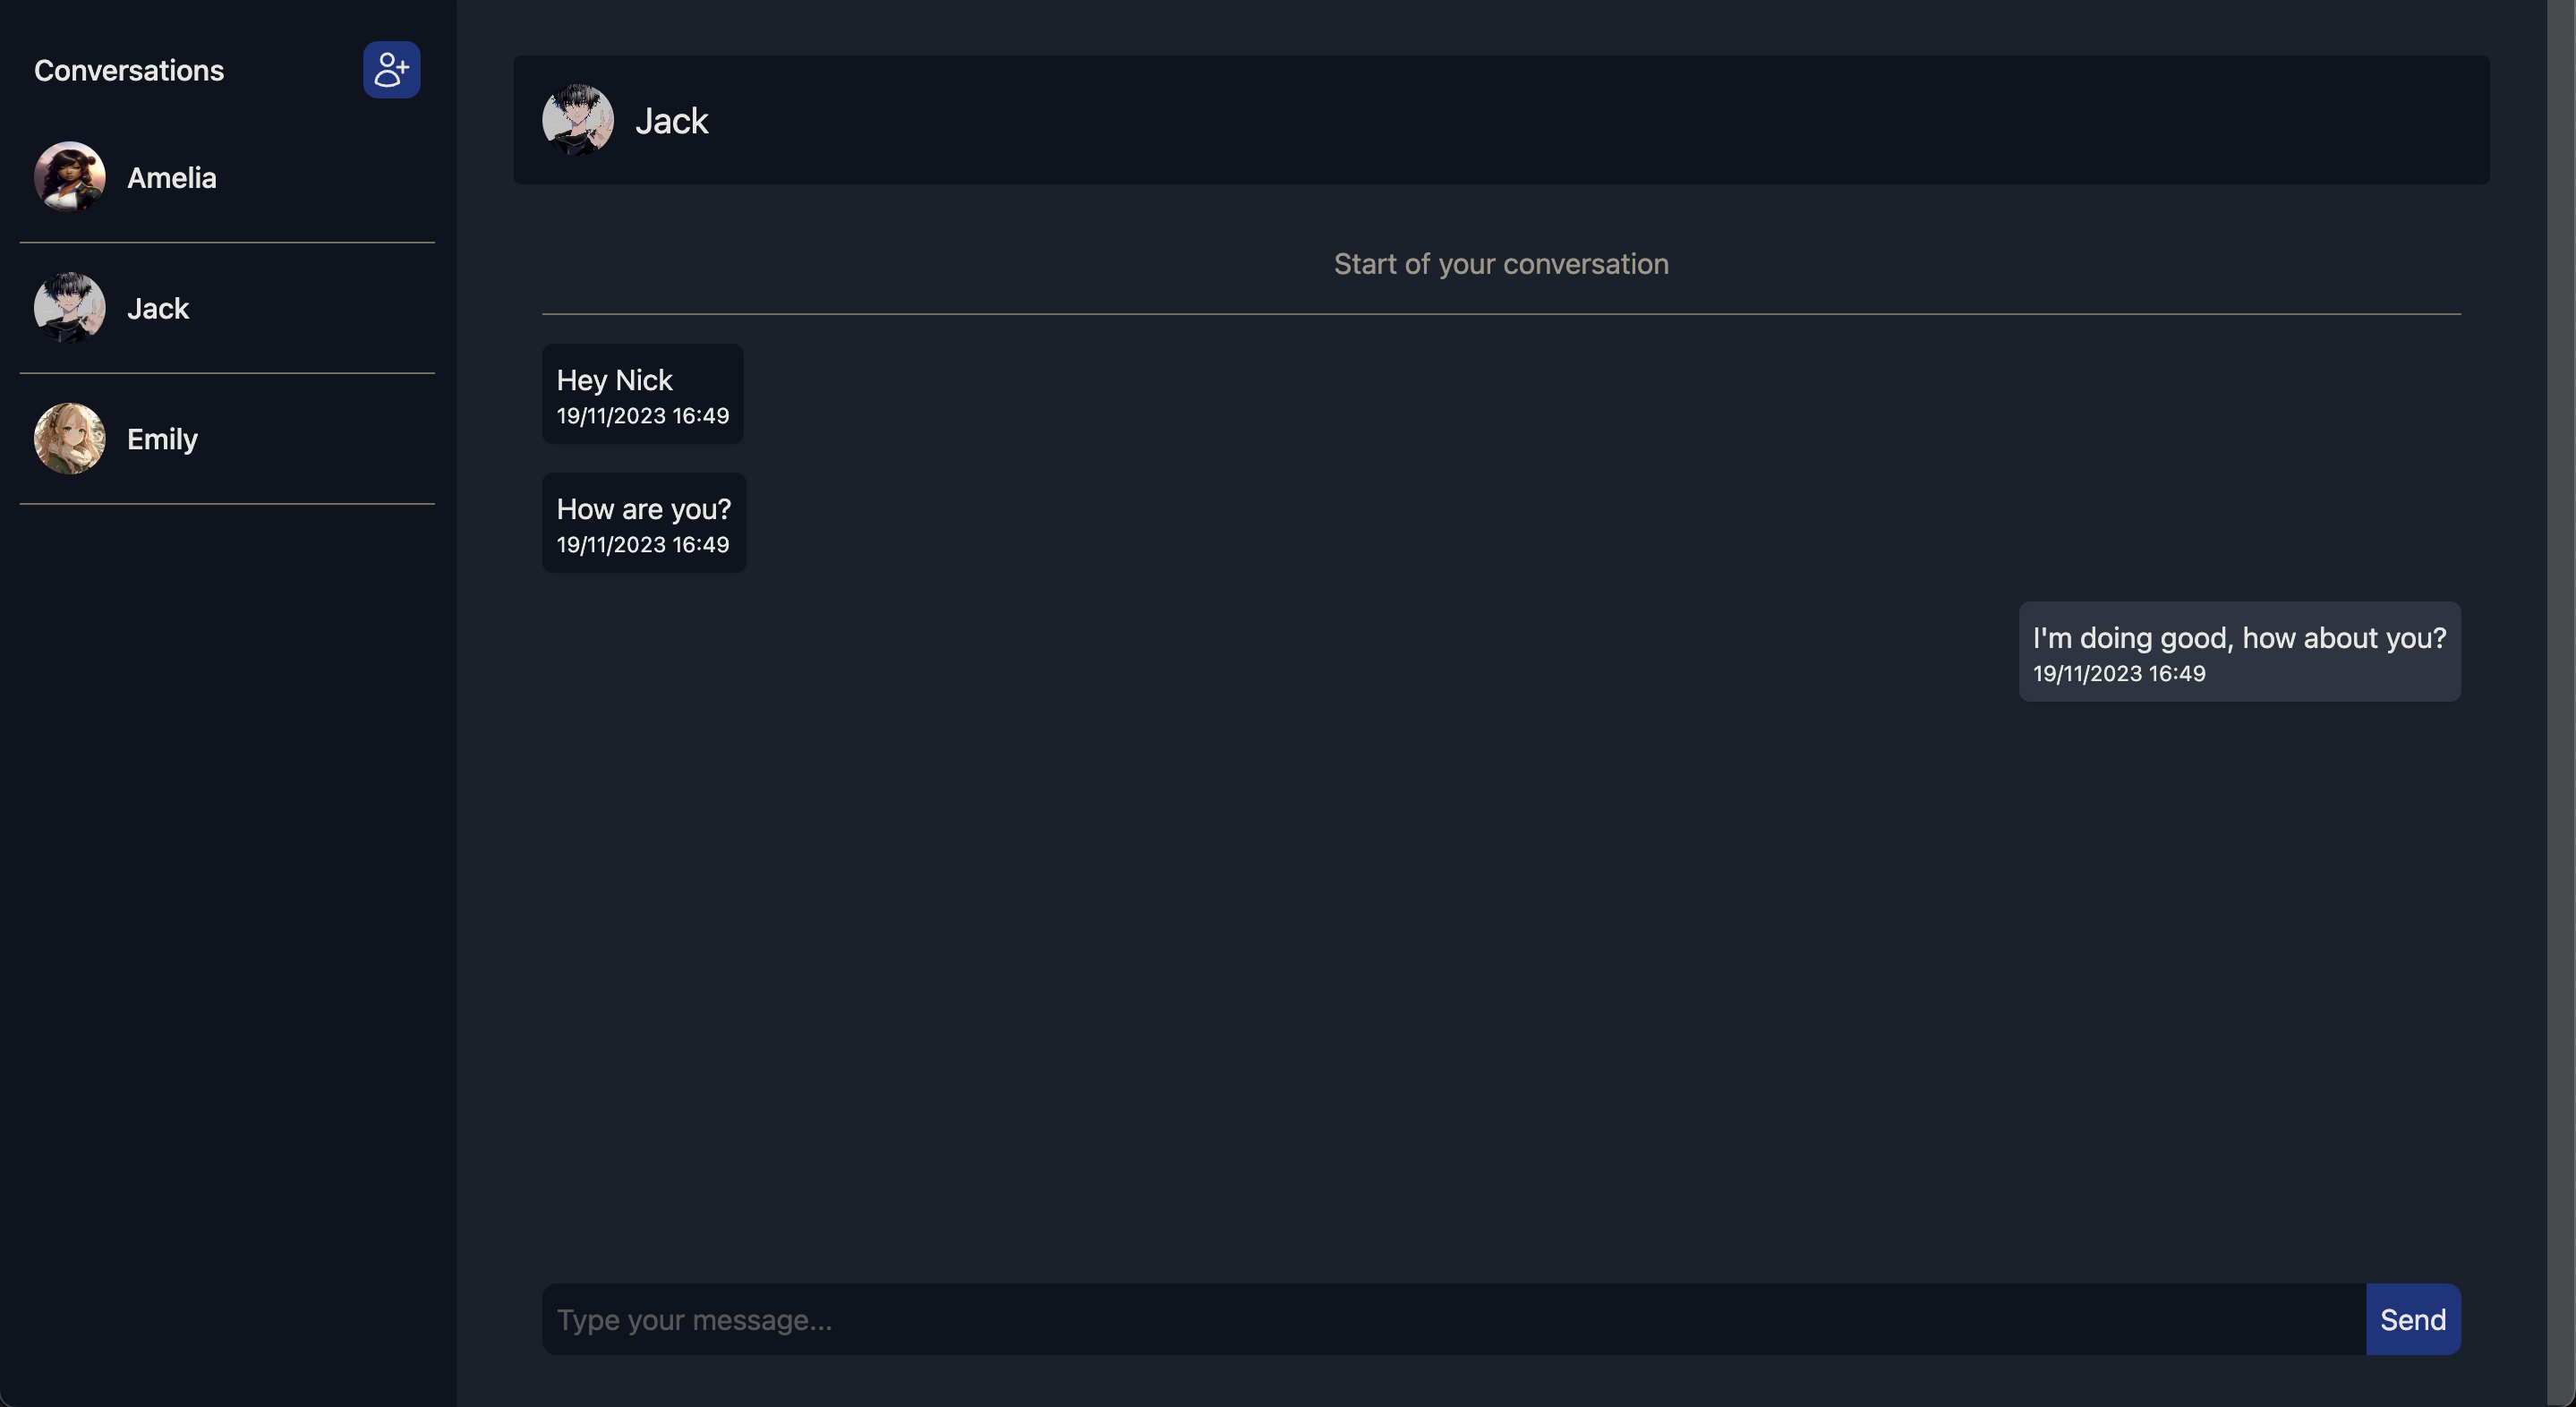 Conversations
Amelia
Jack
Emily
Jack
Start of your conversation
Hey Nick
19/11/2023 16:49
How are you?
19/11/2023 16:49
I'm doing good, how about you?
19/11/2023 16:49
Type your message...
Send